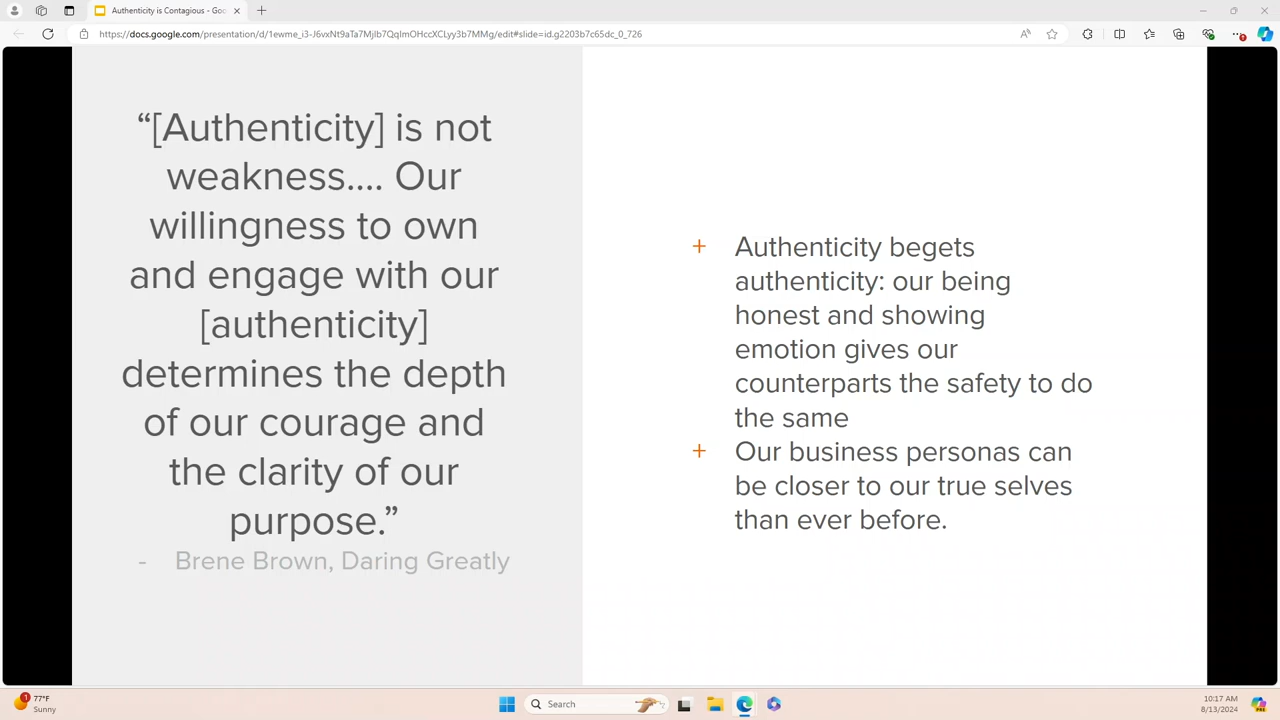 Authenticity is Contagious - Goo
https://docs.google.com/presentation/d/1ewme_i3-J6vxNt9aTa7Mjlb7QqImOHccXCLyy3b7MMg/edit#slide=id.g2203b7c65dc_0_726
“[Authenticity] is not
weakness.... Our
willingness to own
and engage with our
[authenticity]
determines the depth
of our courage and
the clarity of our
purpose.”
- Brene Brown, Daring Greatly
+ Authenticity begets
authenticity: our being
honest and showing
emotion gives our
counterparts the safety to do
the same
+ Our business personas can
be closer to our true selves
than ever before.
1
77°F
Sunny
Search
10:17 AM
8/13/2024